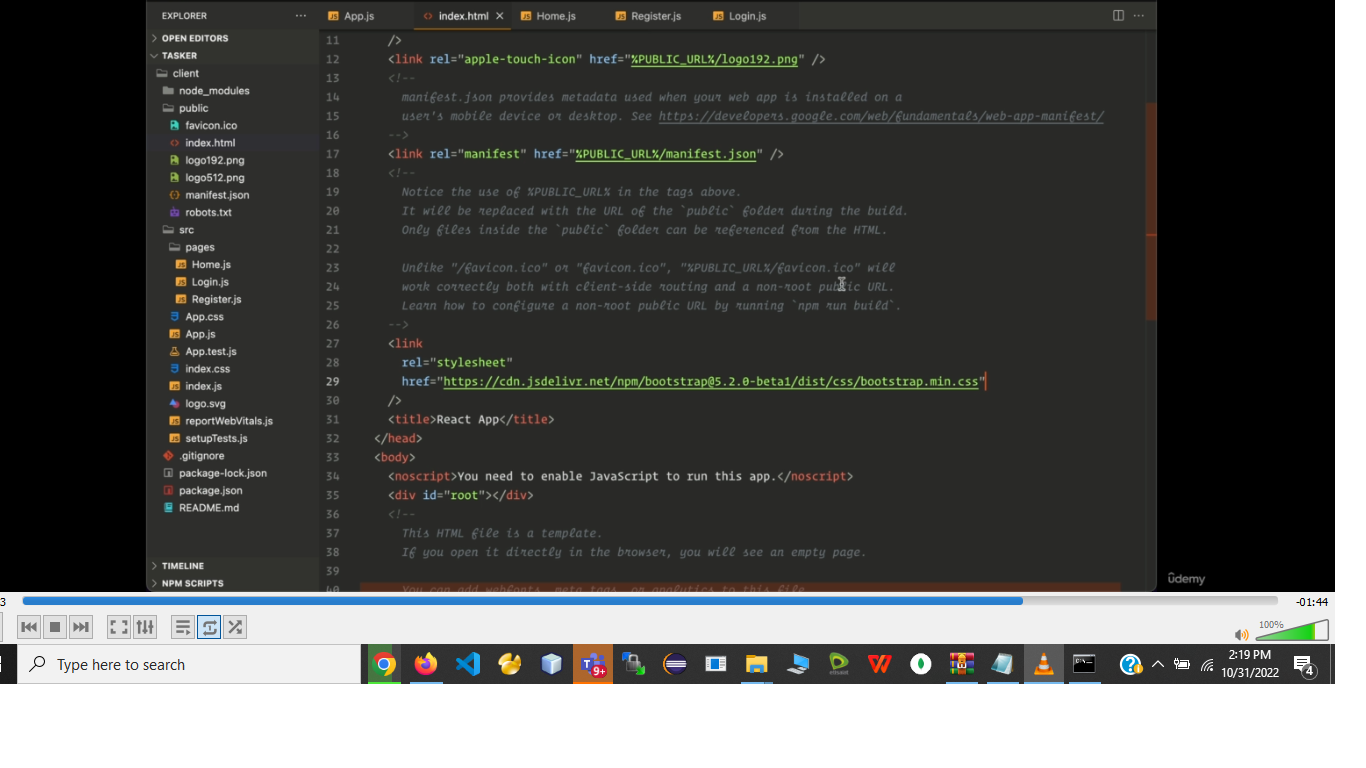 EXPLORER ··· App.js index.html × Home.js Register.js Login.js ···
OPEN EDITORS
TASKER
client
node_modules
public
favicon.ico
index.html
logo192.png
logo512.png
manifest.json
robots.txt
src
pages
Home.js
Login.js
Register.js
App.css
App.js
App.test.js
index.css
index.js
logo.svg
reportWebVitals.js
setupTests.js
.gitignore
package-lock.json
package.json
README.md
TIMELINE
NPM SCRIPTS
11 />
12 <link rel="apple-touch-icon" href="%PUBLIC_URL%/logo192.png" />
13 <!--
14 manifest.json provides metadata used when your web app is installed on a
15 user's mobile device or desktop. See https://developers.google.com/web/fundamentals/web-app-manifest/
16 -->
17 <link rel="manifest" href="%PUBLIC_URL%/manifest.json" />
18 <!--
19 Notice the use of %PUBLIC_URL% in the tags above.
20 It will be replaced with the URL of the `public` folder during the build.
21 Only files inside the `public` folder can be referenced from the HTML.
22
23 Unlike "/favicon.ico" or "favicon.ico", "%PUBLIC_URL%/favicon.ico" will
24 work correctly both with client-side routing and a non-root public URL.
25 Learn how to configure a non-root public URL by running `npm run build`.
26 -->
27 <link
28 rel="stylesheet"
29 href="https://cdn.jsdelivr.net/npm/bootstrap@5.2.0-beta1/dist/css/bootstrap.min.css"
30 />
31 <title>React App</title>
32 </head>
33 <body>
34 <noscript>You need to enable JavaScript to run this app.</noscript>
35 <div id="root"></div>
36 <!--
37 This HTML file is a template.
38 If you open it directly in the browser, you will see an empty page.
39
40 You can add webfonts, meta tags, or analytics to this file.
ûdemy
3 -01:44
100%
Type here to search
9+
etisalat
2:19 PM
10/31/2022
4